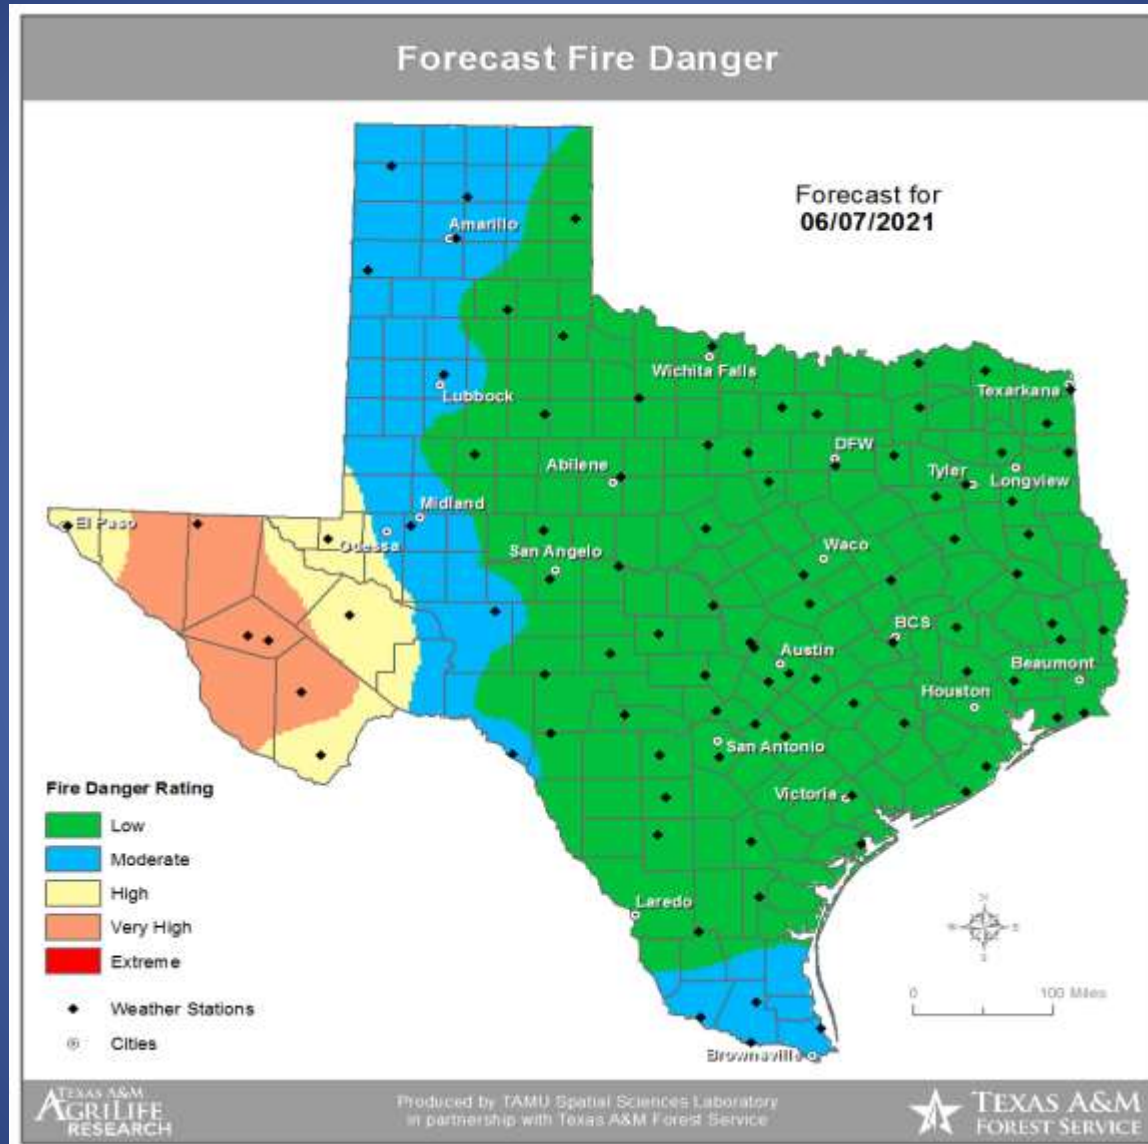 Forecast Fire Danger
Forecast for
06/07/2021
Amarillo
Wichita Falls
Texarkana
Lubbock
DFW
Abilene
Tyler
Longview
Midland
El Paso
Odessa
San Angelo
Waco
BCS
Austin
Beaumont
Houston
San Antonio
Victoria
Laredo
Brownsville
Fire Danger Rating
Low
Moderate
High
Very High
Extreme
Weather Stations
Cities
N
W E
S
0 100 Miles
TEXAS A&M
AGRILIFE
RESEARCH
Produced by TAMU Spatial Sciences Laboratory
in partnership with Texas A&M Forest Service
TEXAS A&M
FOREST SERVICE